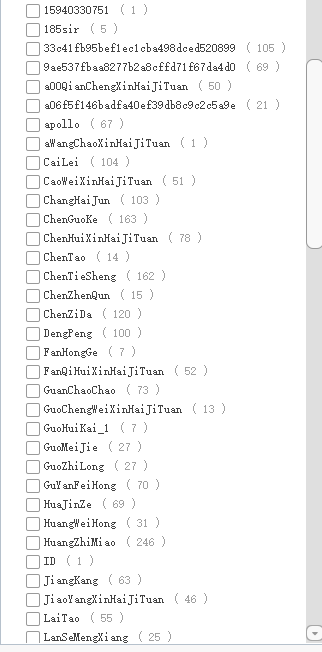 15940330751 ( 1 )
185sir ( 5 )
33c41fb95bef1ec1cba498dced520899 ( 105 )
9ae537fbaa8277b2a8cffd71f67da4d0 ( 69 )
a00QianChengXinHaiJiTuan ( 50 )
a06f5f146badfa40ef39db8c9c2c5a9e ( 21 )
apollo ( 67 )
aWangChaoXinHaiJiTuan ( 1 )
CaiLei ( 104 )
CaoWeiXinHaiJiTuan ( 51 )
ChangHaiJun ( 103 )
ChenGuoKe ( 163 )
ChenHuiXinHaiJiTuan ( 78 )
ChenTao ( 14 )
ChenTieSheng ( 162 )
ChenZhenQun ( 15 )
ChenZiDa ( 120 )
DengPeng ( 100 )
FanHongGe ( 7 )
FanQiHuiXinHaiJiTuan ( 52 )
GuanChaoChao ( 73 )
GuoChengWeiXinHaiJiTuan ( 13 )
GuoHuiKai_1 ( 7 )
GuoMeiJie ( 27 )
GuoZhiLong ( 27 )
GuYanFeiHong ( 70 )
HuaJinZe ( 69 )
HuangWeiHong ( 31 )
HuangZhiMiao ( 246 )
ID ( 1 )
JiangKang ( 63 )
JiaoYangXinHaiJiTuan ( 46 )
LaiTao ( 55 )
LanSeMengXiang ( 25 )